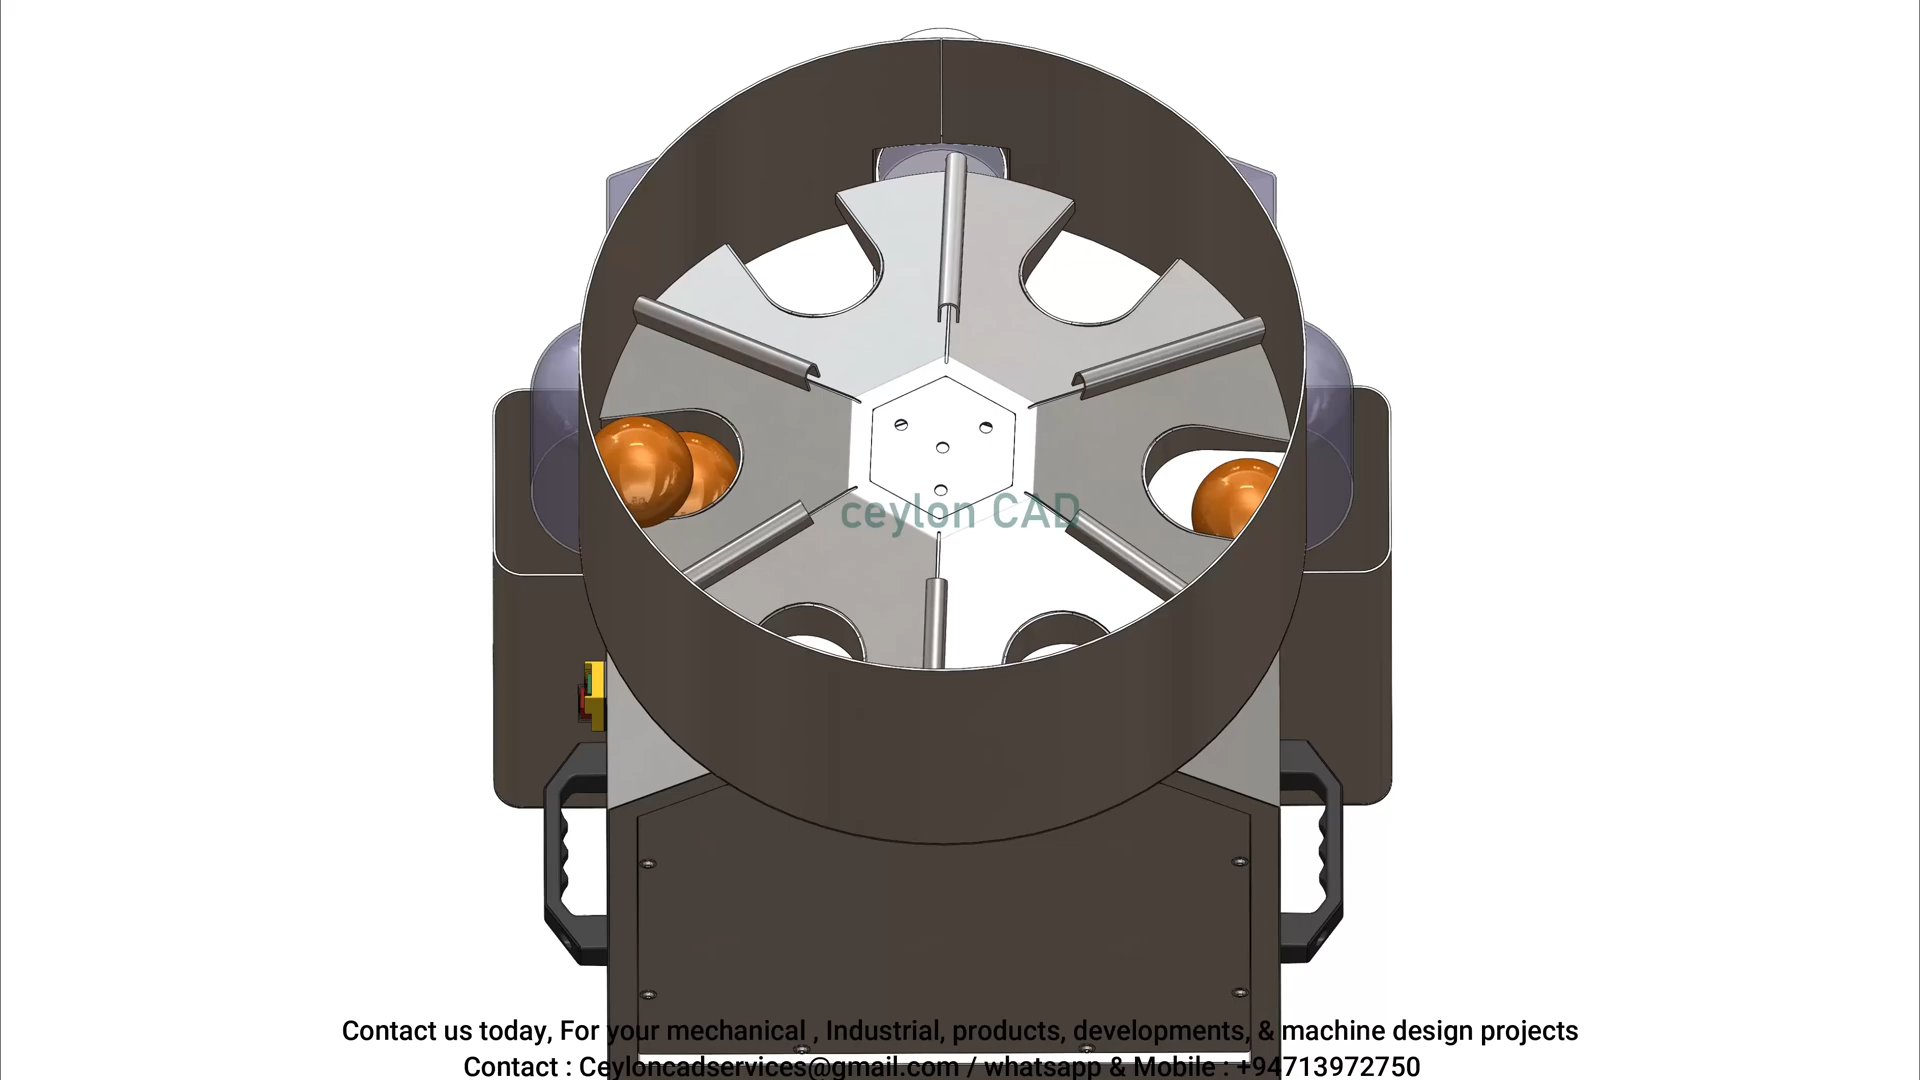 ceylon CAD
Contact us today, For your mechanical , Industrial, products, developments, & machine design projects
Contact : Ceyloncadservices@gmail.com / whatsapp & Mobile : +94713972750